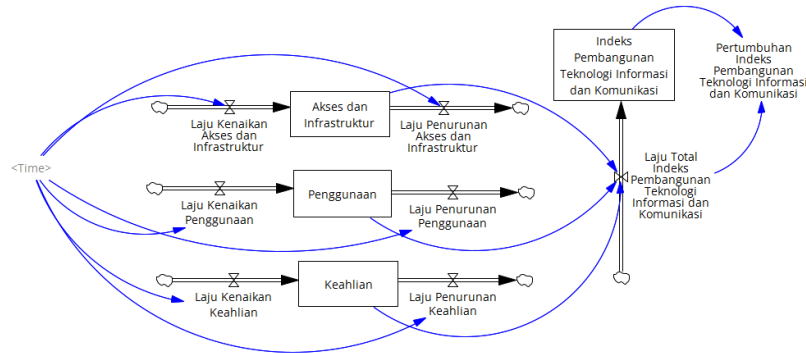 Indeks
Pembangunan
Teknologi Informasi
dan Komunikasi
Pertumbuhan
Indeks
Pembangunan
Teknologi Informasi
dan Komunikasi
Akses dan
Infrastruktur
Laju Kenaikan
Akses dan
Infrastruktur
Laju Penurunan
Akses dan
Infrastruktur
<Time>
Laju Total
Indeks
Pembangunan
Teknologi
Informasi dan
Komunikasi
Penggunaan
Laju Kenaikan
Penggunaan
Laju Penurunan
Penggunaan
Keahlian
Laju Kenaikan
Keahlian
Laju Penurunan
Keahlian